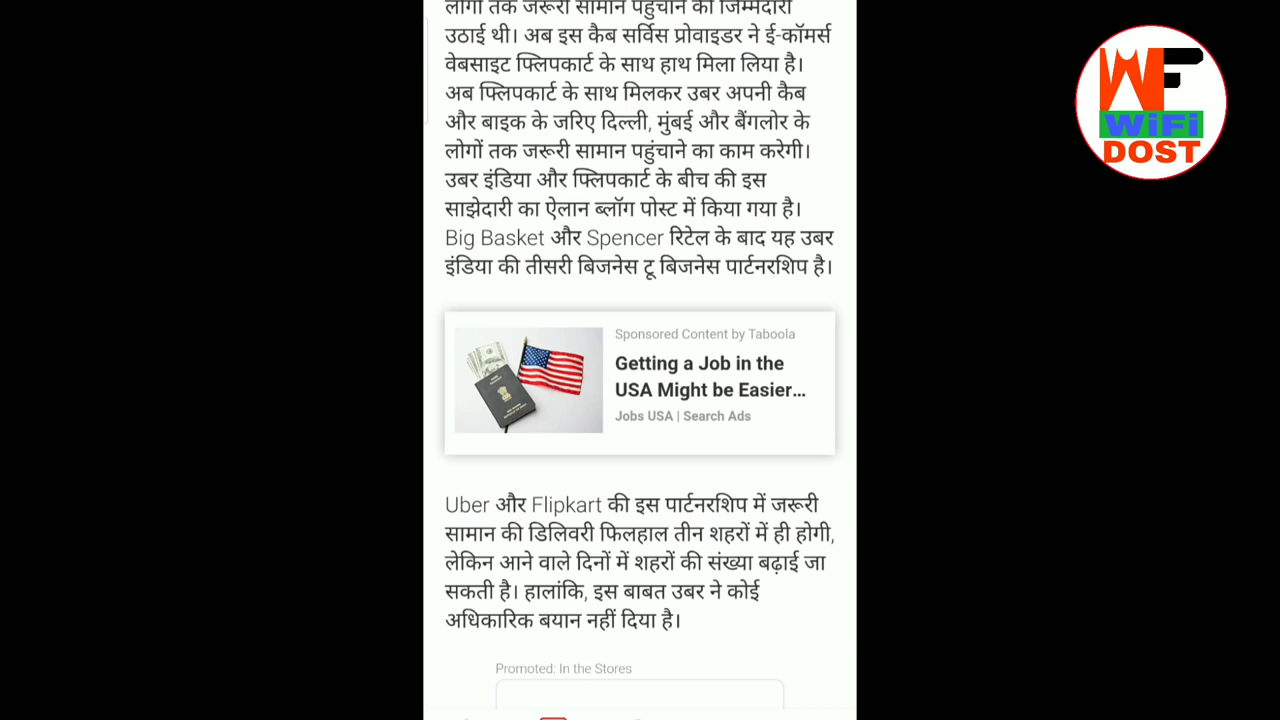 लोगों तक जरूरी सामान पहुंचाने की जिम्मेदारी
उठाई थी। अब इस कैब सर्विस प्रोवाइडर ने ई-कॉमर्स
वेबसाइट फ्लिपकार्ट के साथ हाथ मिला लिया है।
अब फ्लिपकार्ट के साथ मिलकर उबर अपनी कैब
और बाइक के जरिए दिल्ली, मुंबई और बैंगलोर के
लोगों तक जरूरी सामान पहुंचाने का काम करेगी।
उबर इंडिया और फ्लिपकार्ट के बीच की इस
साझेदारी का ऐलान ब्लॉग पोस्ट में किया गया है।
Big Basket और Spencer रिटेल के बाद यह उबर
इंडिया की तीसरी बिजनेस टू बिजनेस पार्टनरशिप है।
Sponsored Content by Taboola
Getting a Job in the
USA Might be Easier...
Jobs USA | Search Ads
Uber और Flipkart की इस पार्टनरशिप में जरूरी
सामान की डिलिवरी फिलहाल तीन शहरों में ही होगी,
लेकिन आने वाले दिनों में शहरों की संख्या बढ़ाई जा
सकती है। हालांकि, इस बाबत उबर ने कोई
अधिकारिक बयान नहीं दिया है।
Promoted: In the Stores
WF
WiFi
DOST